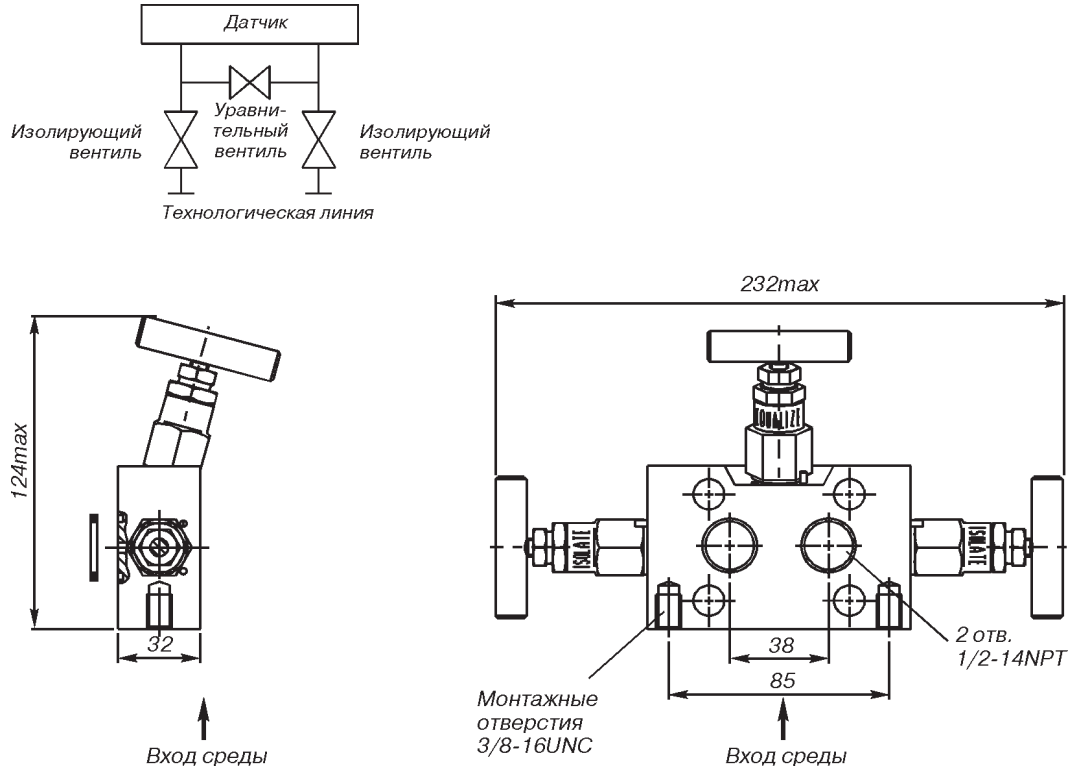 Датчик
Уравни-
тельный
вентиль
Изолирующий
вентиль
Изолирующий
вентиль
Технологическая линия
232max
124max
EQUALIZE
ISOLATE
ISOLATE
32
38
85
2 отв.
1/2-14NPT
Монтажные
отверстия
3/8-16UNC
Вход среды
Вход среды